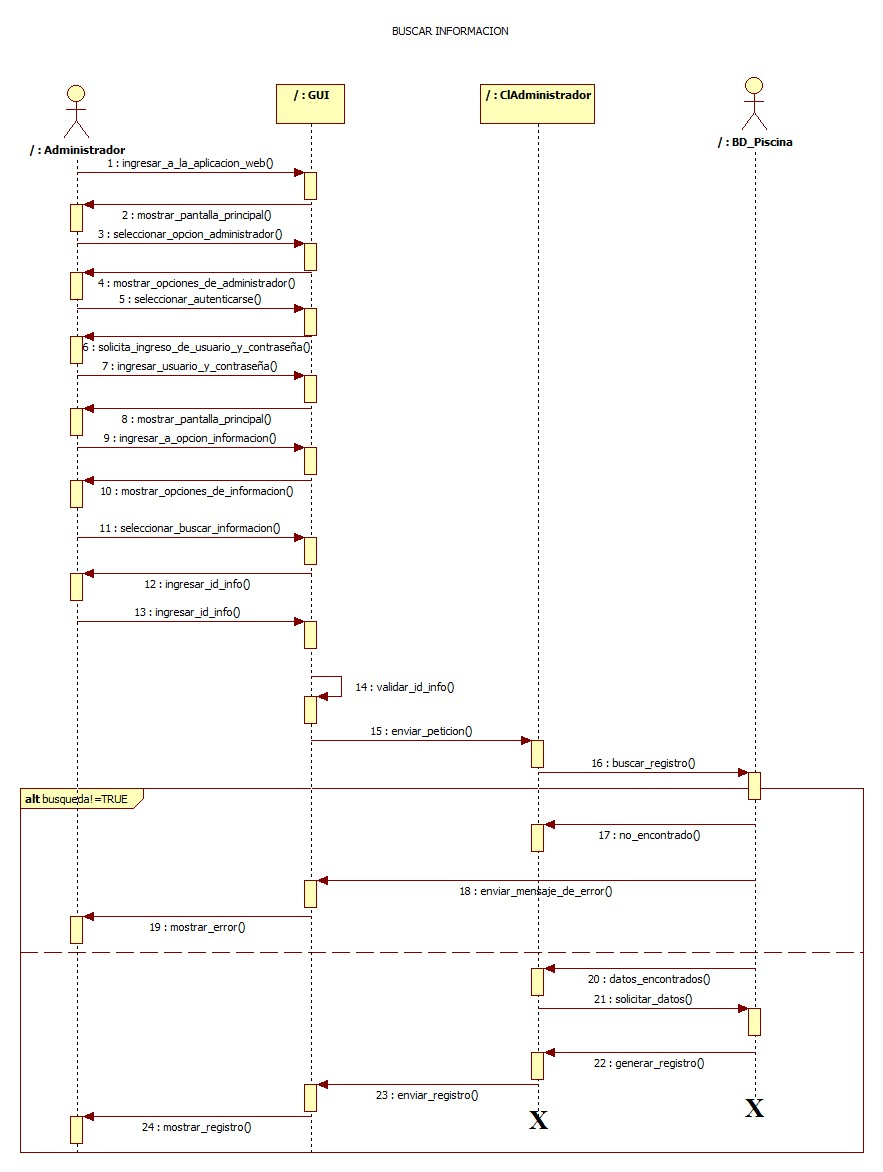 BUSCAR INFORMACION
/ : Administrador
/ : GUI
/ : ClAdministrador
/ : BD_Piscina
1 : ingresar_a_la_aplicacion_web()
2 : mostrar_pantalla_principal()
3 : seleccionar_opcion_administrador()
4 : mostrar_opciones_de_administrador()
5 : seleccionar_autenticarse()
6 : solicita_ingreso_de_usuario_y_contraseña()
7 : ingresar_usuario_y_contraseña()
8 : mostrar_pantalla_principal()
9 : ingresar_a_opcion_informacion()
10 : mostrar_opciones_de_informacion()
11 : seleccionar_buscar_informacion()
12 : ingresar_id_info()
13 : ingresar_id_info()
14 : validar_id_info()
15 : enviar_peticion()
16 : buscar_registro()
alt busqueda!=TRUE
17 : no_encontrado()
18 : enviar_mensaje_de_error()
19 : mostrar_error()
20 : datos_encontrados()
21 : solicitar_datos()
22 : generar_registro()
23 : enviar_registro()
X
X
24 : mostrar_registro()